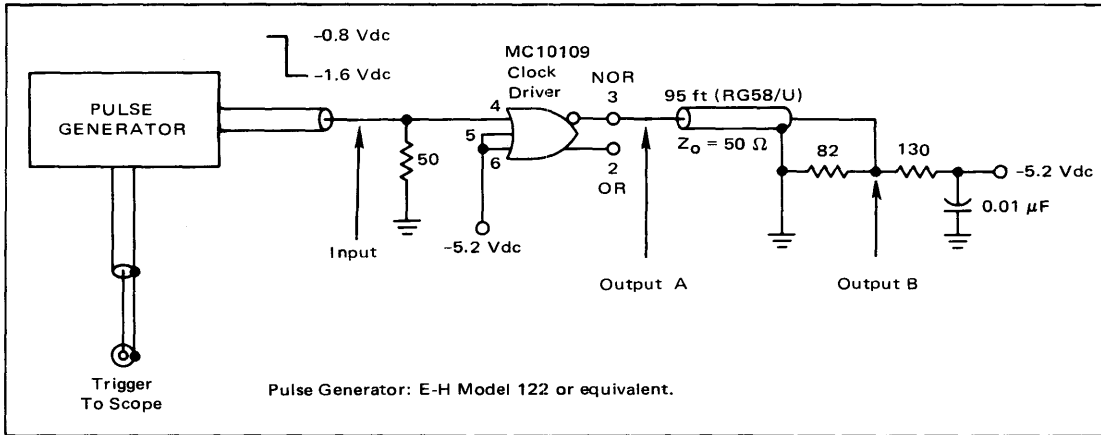 −0.8 Vdc
−1.6 Vdc
PULSE
GENERATOR
MC10109
Clock
Driver
NOR
3
4
5
6
2
OR
50
−5.2 Vdc
Input
95 ft (RG58/U)
Zo = 50 Ω
82
130
−5.2 Vdc
0.01 μF
Output A
Output B
Trigger
To Scope
Pulse Generator: E-H Model 122 or equivalent.